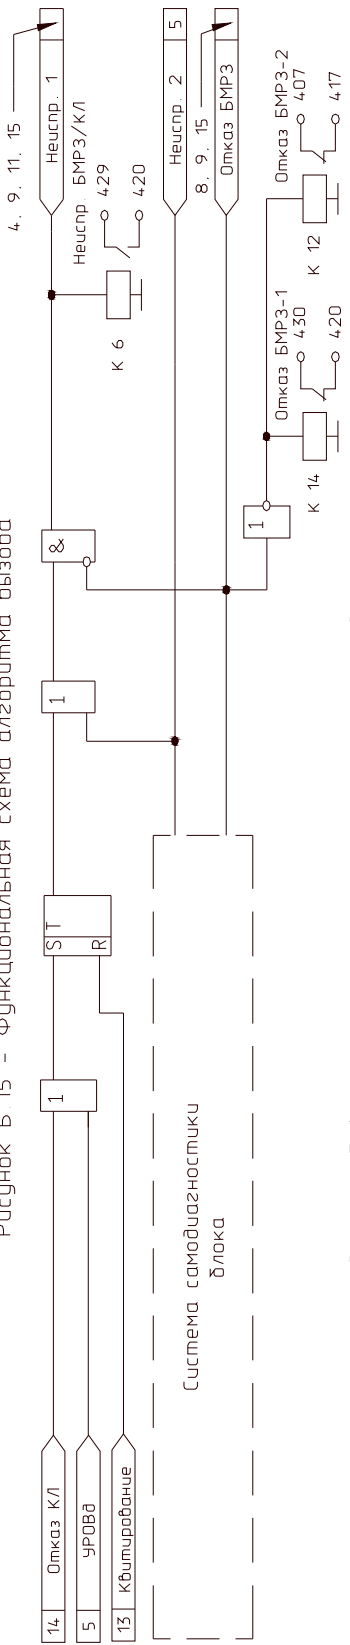 Рисунок Б.15 - Функциональная схема алгоритма вызова
14 Отказ КЛ
5 УРОВд
13 Квитирование
1
S T
R
1
&
Система самодиагностики
блока
4, 9, 11, 15
Неиспр. 1
Неиспр. БМРЗ/КЛ
429
420
К 6
Неиспр. 2 5
8, 9, 15
Отказ БМРЗ
1
Отказ БМРЗ-1
430
420
К 14
Отказ БМРЗ-2
407
417
К 12